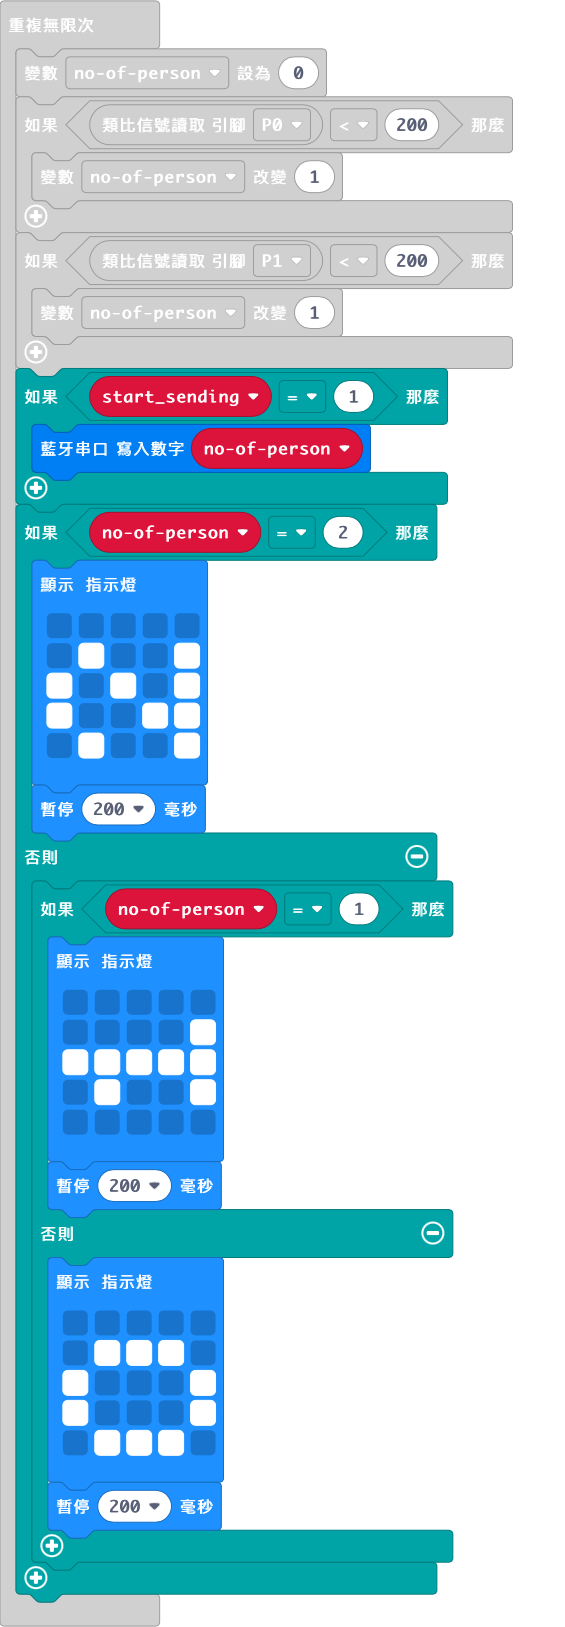 重複無限次
變數 no-of-person 設為 0
如果 類比信號讀取 引腳 P0 < 200 那麼
變數 no-of-person 改變 1
如果 類比信號讀取 引腳 P1 < 200 那麼
變數 no-of-person 改變 1
如果 start_sending = 1 那麼
藍牙串口 寫入數字 no-of-person
如果 no-of-person = 2 那麼
顯示 指示燈
暫停 200 毫秒
否則
如果 no-of-person = 1 那麼
顯示 指示燈
暫停 200 毫秒
否則
顯示 指示燈
暫停 200 毫秒